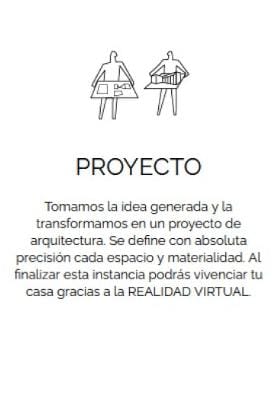 PROYECTO
Tomamos la idea generada y la
transformamos en un proyecto de
arquitectura. Se define con absoluta
precisión cada espacio y materialidad. Al
finalizar esta instancia podrás vivenciar tu
casa gracias a la REALIDAD VIRTUAL.